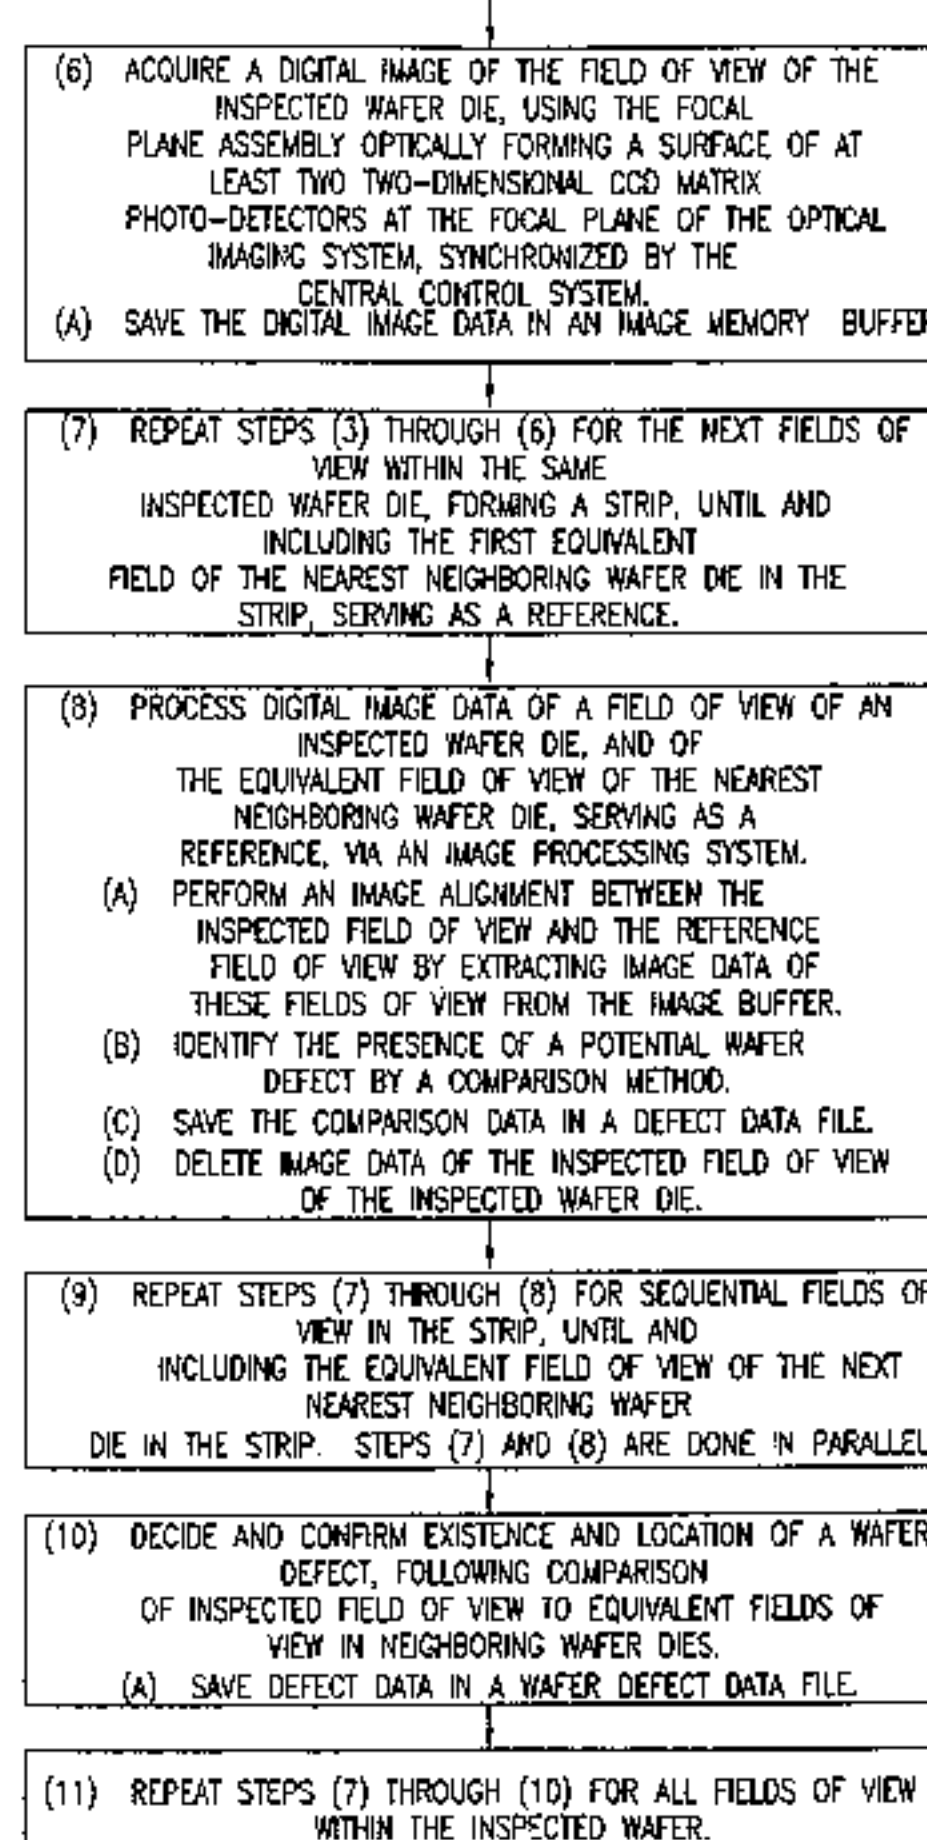 (6) ACQUIRE A DIGITAL IMAGE OF THE FIELD OF VIEW OF THE
INSPECTED WAFER DIE, USING THE FOCAL
PLANE ASSEMBLY OPTICALLY FORMING A SURFACE OF AT
LEAST TWO TWO-DIMENSIONAL CCD MATRIX
PHOTO-DETECTORS AT THE FOCAL PLANE OF THE OPTICAL
IMAGING SYSTEM, SYNCHRONIZED BY THE
CENTRAL CONTROL SYSTEM.
(A) SAVE THE DIGITAL IMAGE DATA IN AN IMAGE MEMORY BUFFER
(7) REPEAT STEPS (3) THROUGH (6) FOR THE NEXT FIELDS OF
VIEW WITHIN THE SAME
INSPECTED WAFER DIE, FORMING A STRIP, UNTIL AND
INCLUDING THE FIRST EQUIVALENT
FIELD OF THE NEAREST NEIGHBORING WAFER DIE IN THE
STRIP, SERVING AS A REFERENCE.
(8) PROCESS DIGITAL IMAGE DATA OF A FIELD OF VIEW OF AN
INSPECTED WAFER DIE, AND OF
THE EQUIVALENT FIELD OF VIEW OF THE NEAREST
NEIGHBORING WAFER DIE, SERVING AS A
REFERENCE, VIA AN IMAGE PROCESSING SYSTEM.
(A) PERFORM AN IMAGE ALIGNMENT BETWEEN THE
INSPECTED FIELD OF VIEW AND THE REFERENCE
FIELD OF VIEW BY EXTRACTING IMAGE DATA OF
THESE FIELDS OF VIEW FROM THE IMAGE BUFFER.
(B) IDENTIFY THE PRESENCE OF A POTENTIAL WAFER
DEFECT BY A COMPARISON METHOD.
(C) SAVE THE COMPARISON DATA IN A DEFECT DATA FILE.
(D) DELETE IMAGE DATA OF THE INSPECTED FIELD OF VIEW
OF THE INSPECTED WAFER DIE.
(9) REPEAT STEPS (7) THROUGH (8) FOR SEQUENTIAL FIELDS OF
VIEW IN THE STRIP, UNTIL AND
INCLUDING THE EQUIVALENT FIELD OF VIEW OF THE NEXT
NEAREST NEIGHBORING WAFER
DIE IN THE STRIP. STEPS (7) AND (8) ARE DONE IN PARALLEL
(10) DECIDE AND CONFIRM EXISTENCE AND LOCATION OF A WAFER
DEFECT, FOLLOWING COMPARISON
OF INSPECTED FIELD OF VIEW TO EQUIVALENT FIELDS OF
VIEW IN NEIGHBORING WAFER DIES.
(A) SAVE DEFECT DATA IN A WAFER DEFECT DATA FILE.
(11) REPEAT STEPS (7) THROUGH (10) FOR ALL FIELDS OF VIEW
WITHIN THE INSPECTED WAFER.